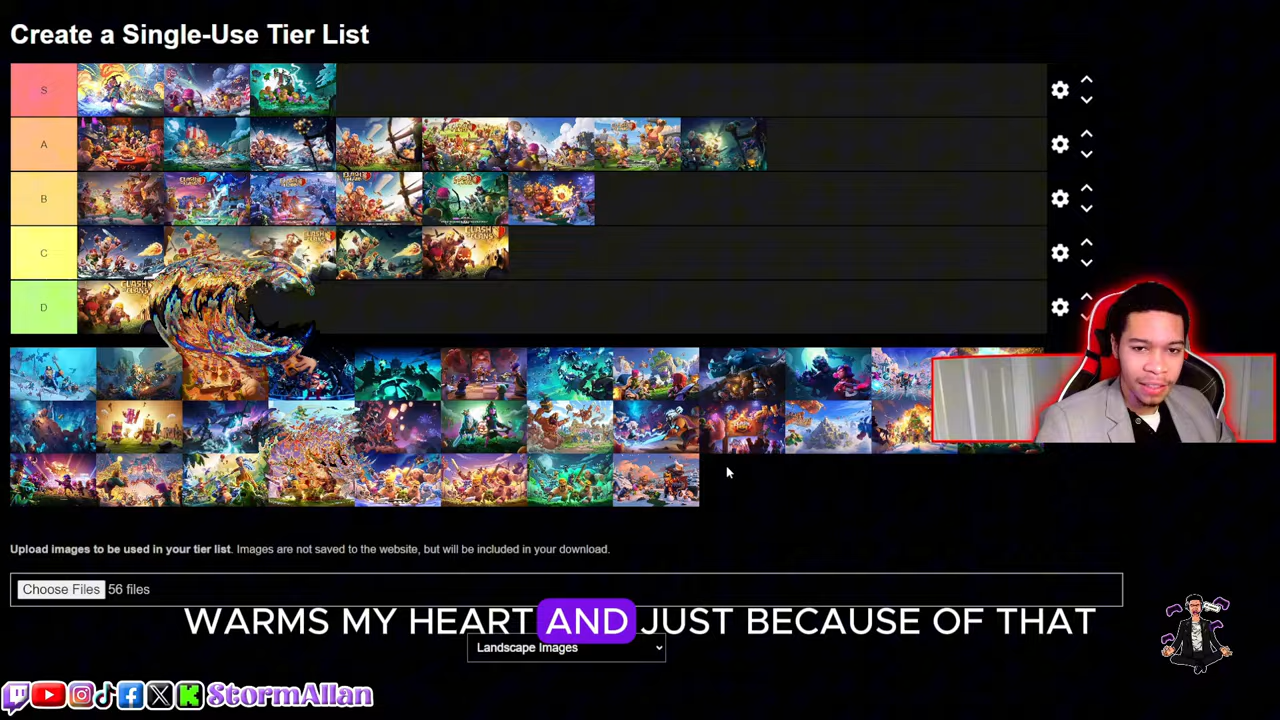 Create a Single-Use Tier List
S
A
B
C
D
CLASH
Upload images to be used in your tier list. Images are not saved to the website, but will be included in your download.
Choose Files 56 files
WARMS MY HEART AND JUST BECAUSE OF THAT
Landscape Images
StormAllan